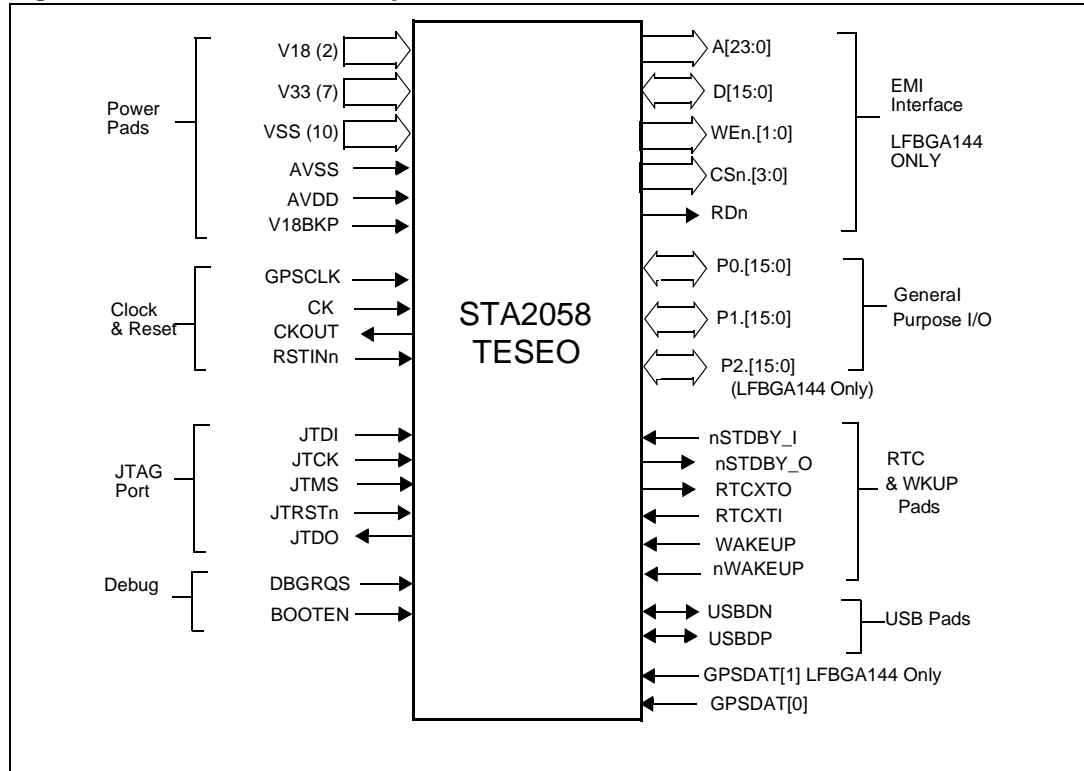 V18 (2)
V33 (7)
VSS (10)
AVSS
AVDD
V18BKP
Power
Pads
GPSCLK
CK
CKOUT
RSTINn
Clock
& Reset
JTDI
JTCK
JTMS
JTRSTn
JTDO
JTAG
Port
Debug
DBGRQS
BOOTEN
STA2058
TESEO
A[23:0]
D[15:0]
WEn.[1:0]
CSn.[3:0]
RDn
EMI
Interface
LFBGA144
ONLY
P0.[15:0]
P1.[15:0]
P2.[15:0]
(LFBGA144 Only)
General
Purpose I/O
nSTDBY_I
nSTDBY_O
RTCXTO
RTCXTI
WAKEUP
nWAKEUP
RTC
& WKUP
Pads
USBDN
USBDP
USB Pads
GPSDAT[1] LFBGA144 Only
GPSDAT[0]